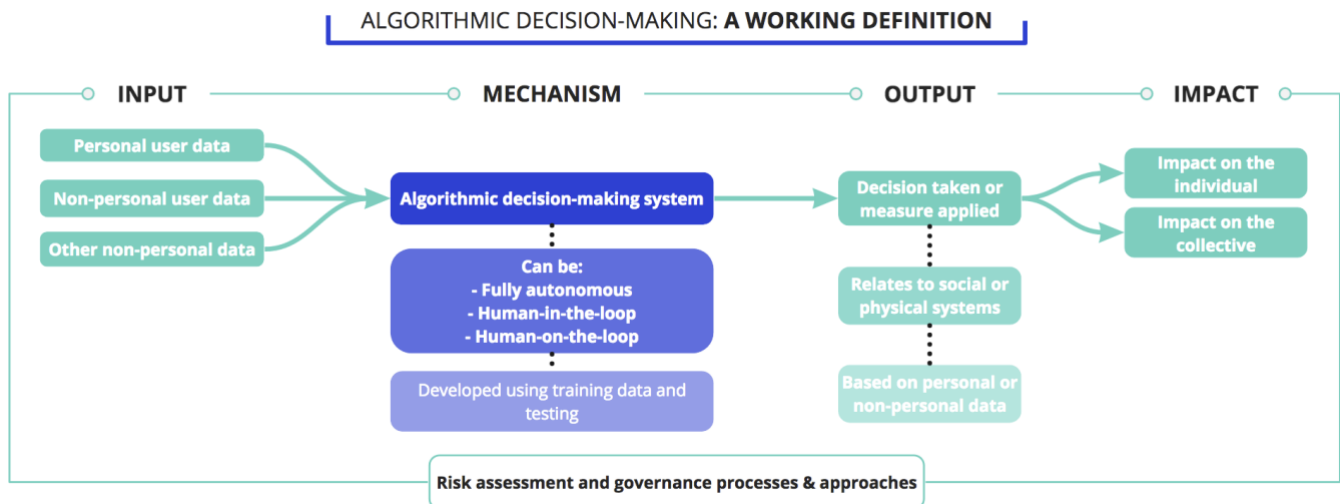 ALGORITHMIC DECISION-MAKING: A WORKING DEFINITION
INPUT
MECHANISM
OUTPUT
IMPACT
Personal user data
Non-personal user data
Other non-personal data
Algorithmic decision-making system
Can be:
- Fully autonomous
- Human-in-the-loop
- Human-on-the-loop
Developed using training data and
testing
Decision taken or
measure applied
Relates to social or
physical systems
Based on personal or
non-personal data
Impact on the
individual
Impact on the
collective
Risk assessment and governance processes & approaches